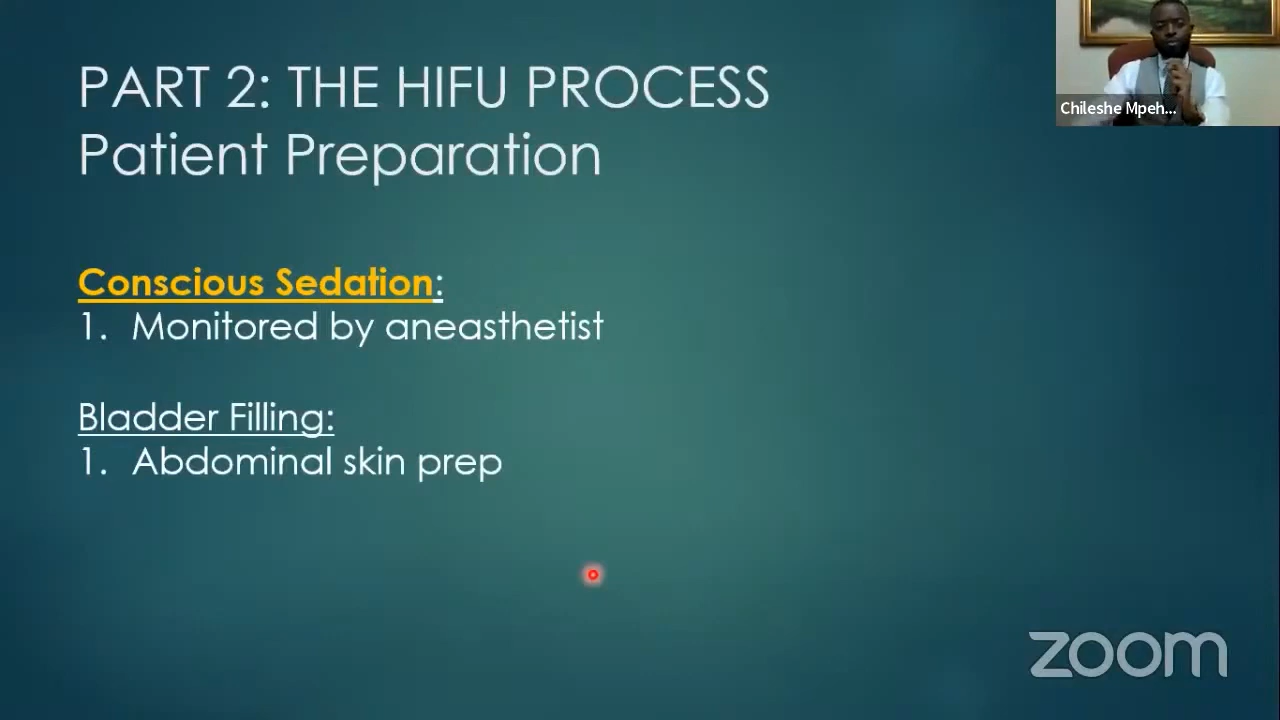 PART 2: THE HIFU PROCESS
Patient Preparation
Chileshe Mpeh...
Conscious Sedation:
1. Monitored by aneasthetist
Bladder Filling:
1. Abdominal skin prep
zoom